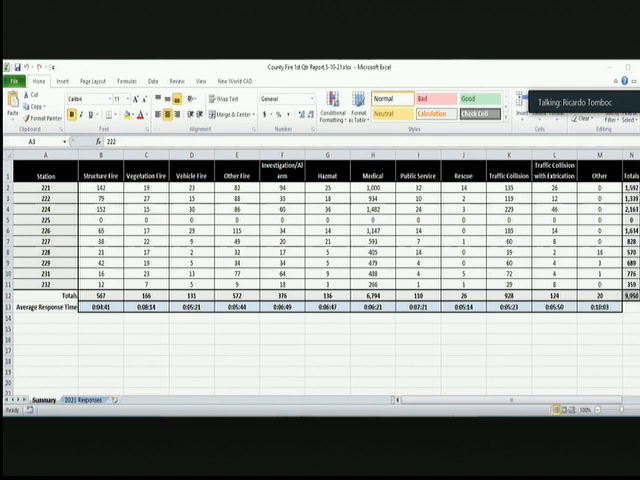 County Fire 1st Qtr Report.5-10-21.xlsx - Microsoft Excel
File Home Insert Page Layout Formulas Data Review View New World CAD
Cut
Copy
Format Painter
Paste
Clipboard
Calibri 11
Font
Wrap Text
Merge & Center
Alignment
General
Number
Conditional Formatting
Format as Table
Normal Bad Good
Neutral Calculation Check Cell
Styles
Clear
Editing
Talking: Ricardo Tomboc
A3 fx 222
A B C D E F G H I J K L M N
1 Station Structure Fire Vegetation Fire Vehicle Fire Other Fire Investigation/Alarm Hazmat Medical Public Service Rescue Traffic Collision Traffic Collision with Extrication Other Totals
2 221 142 19 23 82 94 25 1,000 32 14 135 26 0 1,592
3 222 79 27 15 88 35 18 934 10 2 119 12 0 1,339
4 224 152 15 30 86 60 36 1,482 24 3 229 46 0 2,163
5 225 0 0 0 0 0 0 0 0 0 0 0 0 0
6 226 65 17 29 115 34 14 1,147 14 0 185 14 0 1,634
7 227 38 22 9 49 20 21 593 7 1 60 8 0 828
8 228 21 17 2 32 17 5 405 14 0 39 2 16 570
9 229 42 19 5 34 34 5 479 4 0 60 4 3 689
10 231 16 23 13 77 64 9 488 4 5 72 4 1 776
11 232 12 7 5 9 18 3 266 1 1 29 8 0 359
12 Totals 567 166 131 572 376 136 6,794 110 26 928 124 20 9,950
13 Average Response Time 0:04:41 0:08:14 0:05:21 0:05:44 0:06:49 0:06:47 0:06:21 0:07:21 0:05:14 0:05:23 0:05:50 0:10:03
14
15
16
17
18
19
20
21
Summary 2021 Responses
Ready 100%